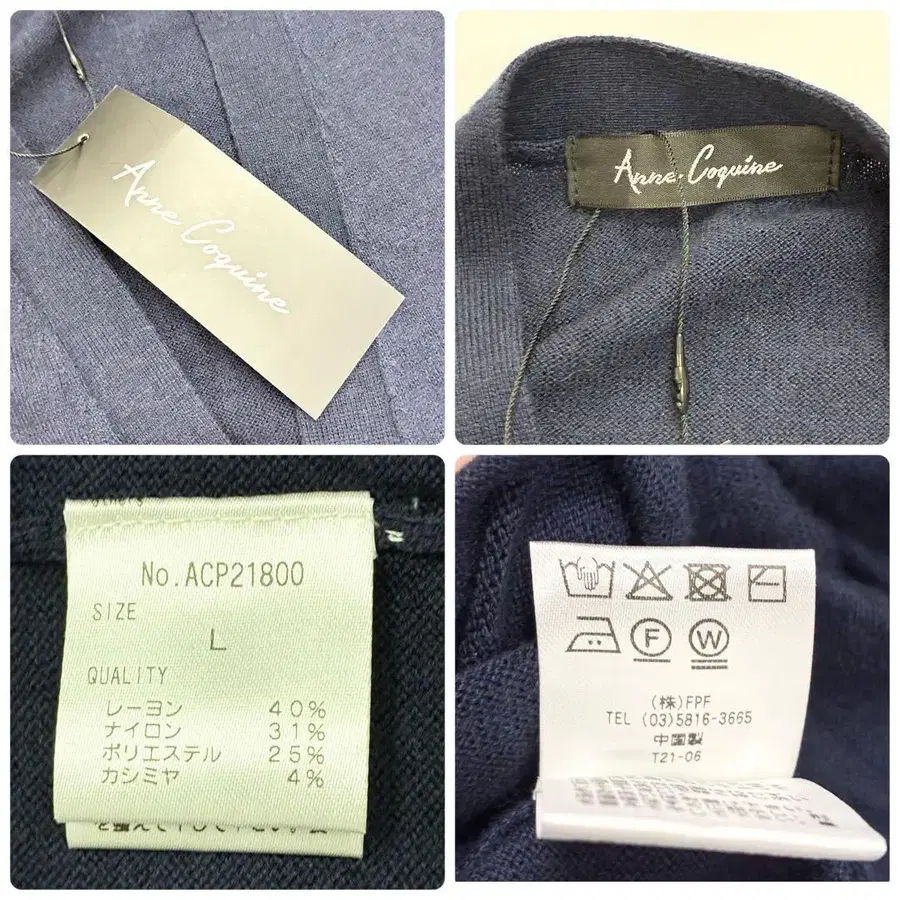 Anne Coquine
Anne Coquine
No.ACP21800
SIZE
L
QUALITY
レーヨン 40%
ナイロン 31%
ポリエステル 25%
カシミヤ 4%
F
W
(株)FPF
TEL (03)5816-3665
中国製
T21-06